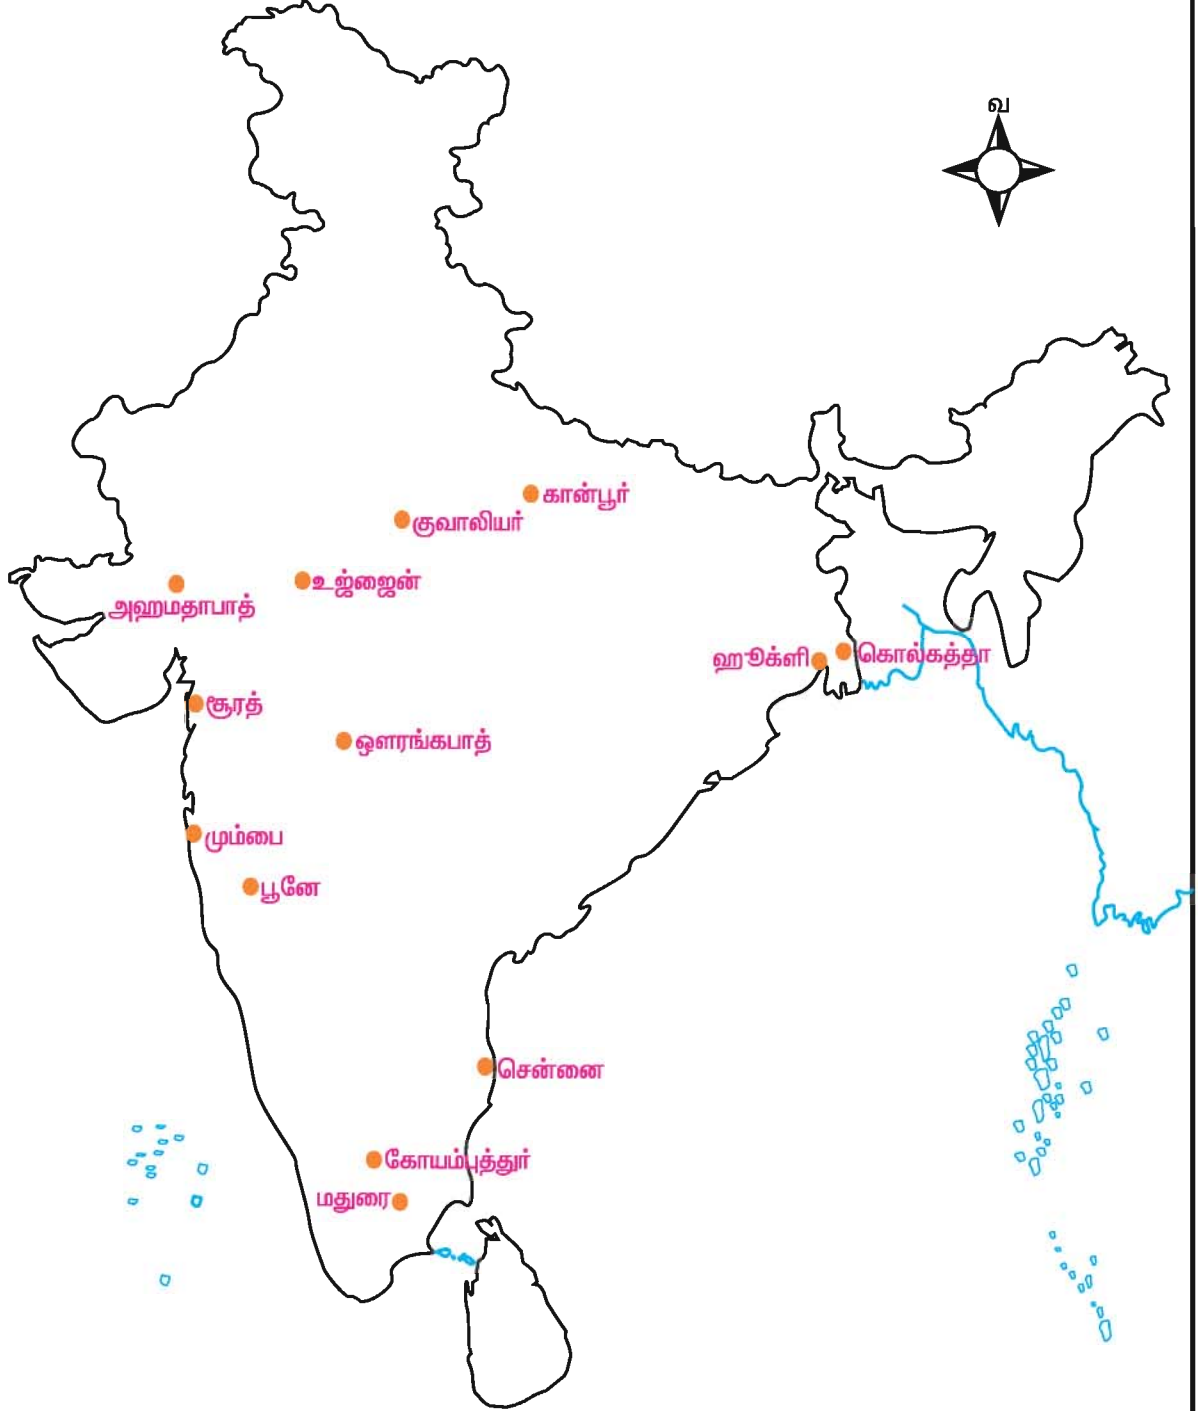 வ
கான்பூர்
குவாலியர்
உஜ்ஜைன்
அஹமதாபாத்
ஹூக்ளி
கொல்கத்தா
சூரத்
ஔரங்கபாத்
மும்பை
பூனே
சென்னை
கோயம்புத்துர்
மதுரை